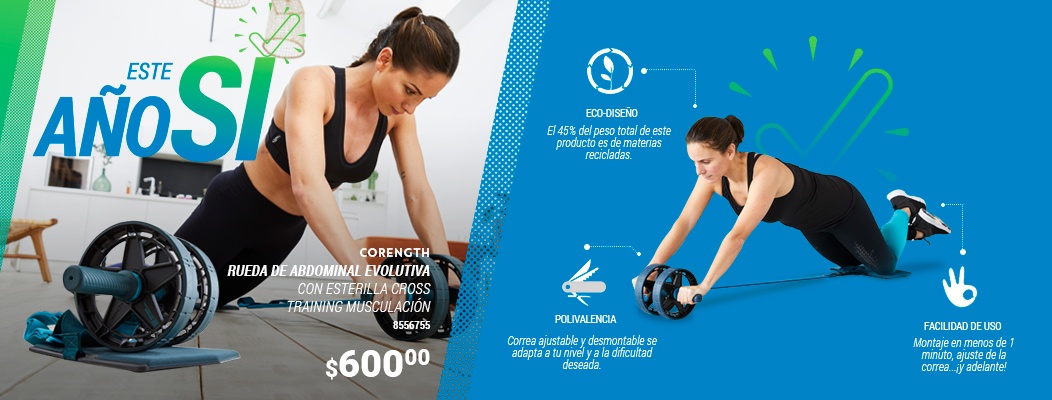 ESTE
AÑO SI
CORENGTH
RUEDA DE ABDOMINAL EVOLUTIVA
CON ESTERILLA CROSS
TRAINING MUSCULACIÓN
8556755
$600⁰⁰
ECO-DISEÑO
El 45% del peso total de este
producto es de materias
recicladas.
POLIVALENCIA
Correa ajustable y desmontable se
adapta a tu nivel y a la dificultad
deseada.
FACILIDAD DE USO
Montaje en menos de 1
minuto, ajuste de la
correa...¡y adelante!